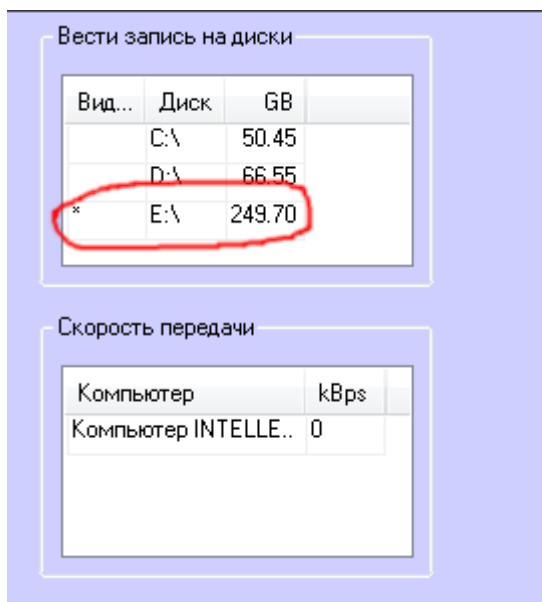 Вести запись на диски
Вид... Диск GB
C:\ 50.45
D:\ 66.55
* E:\ 249.70
Скорость передачи
Компьютер kBps
Компьютер INTELLE.. 0